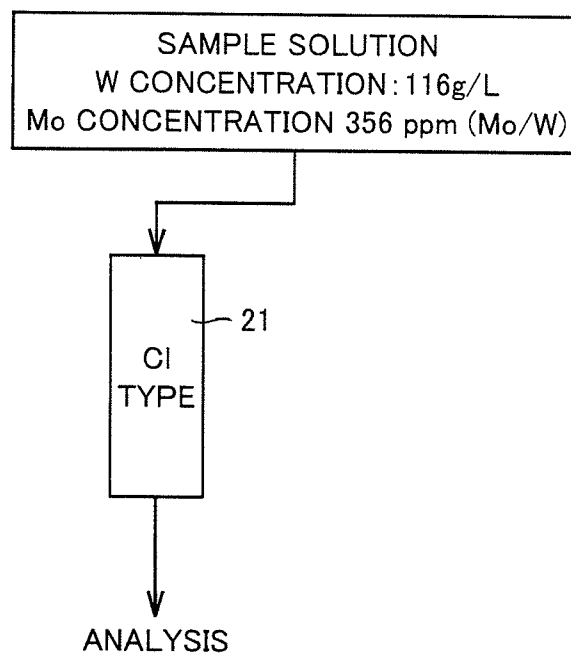 SAMPLE SOLUTION
W CONCENTRATION: 116g/L
Mo CONCENTRATION 356 ppm (Mo/W)
21
Cl
TYPE
ANALYSIS